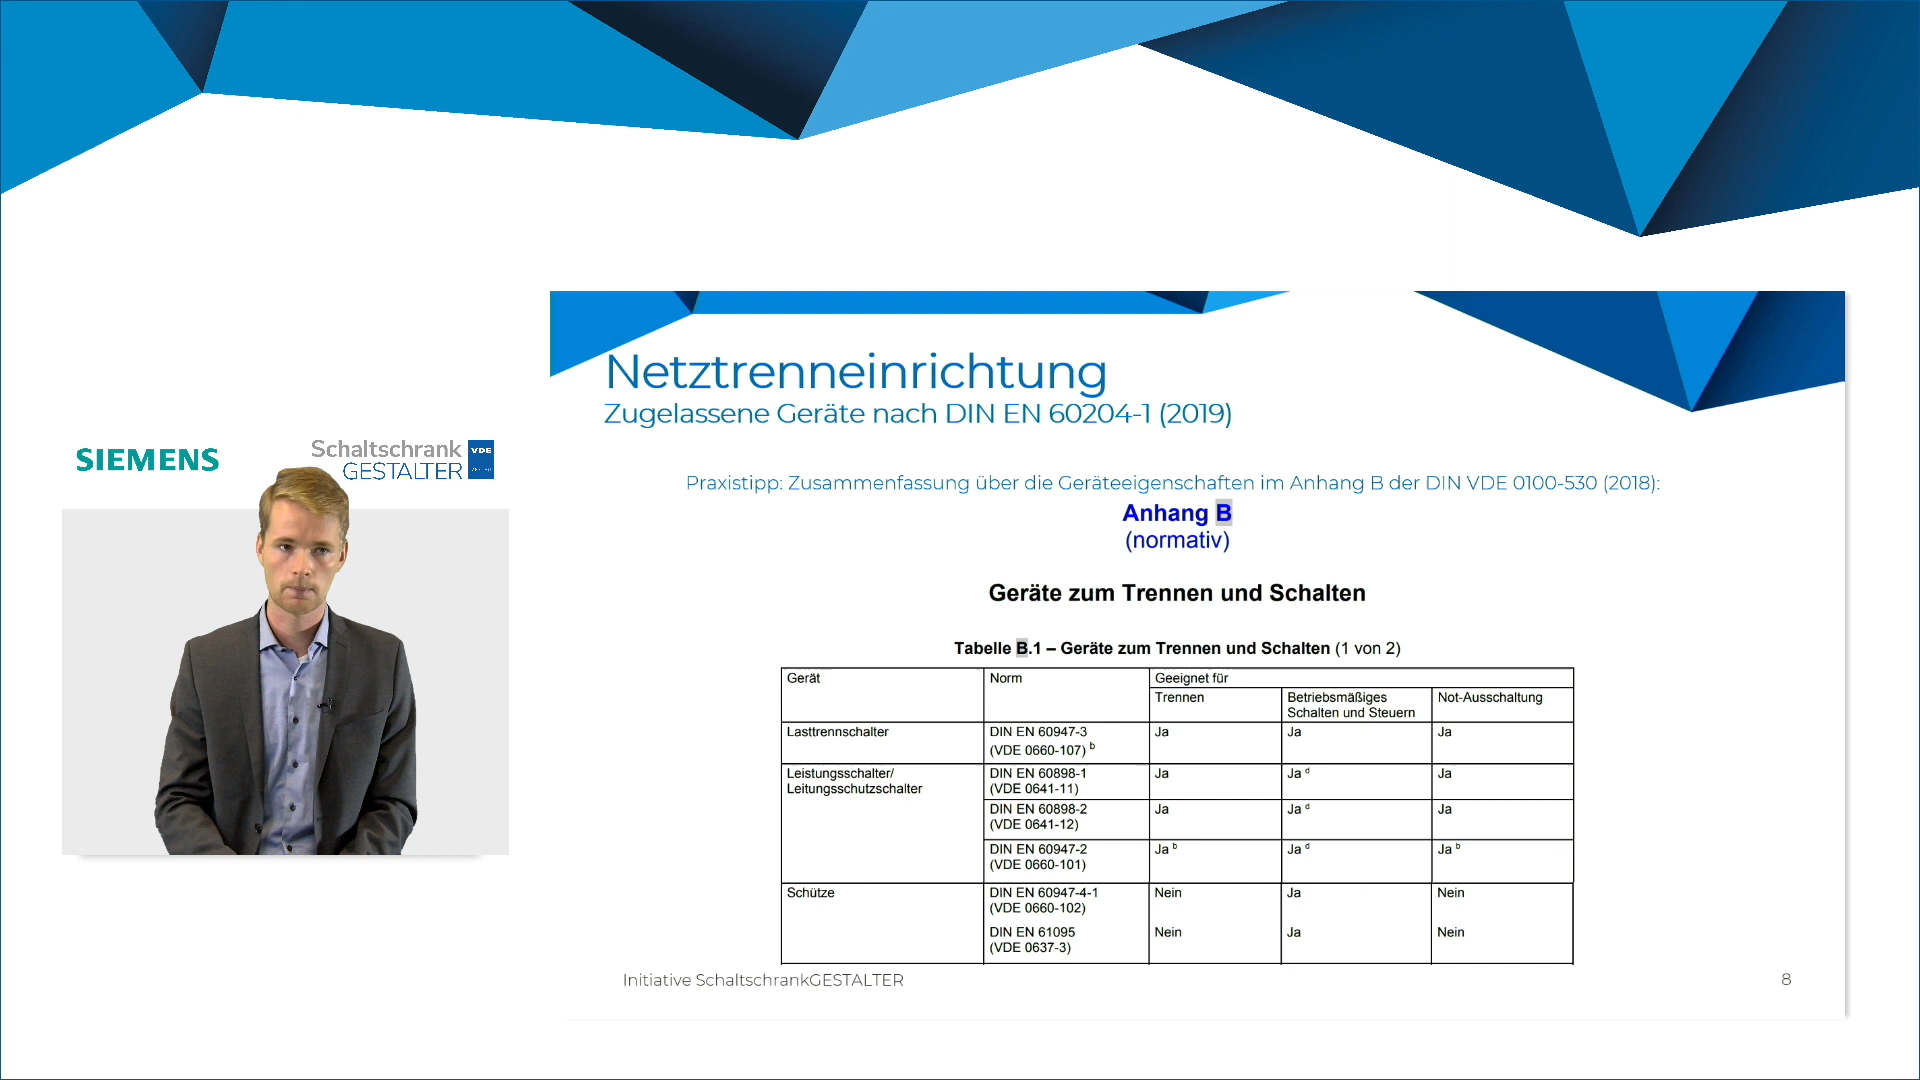 SIEMENS
Schaltschrank
GESTALTER
VDE
Netztrenneinrichtung
Zugelassene Geräte nach DIN EN 60204-1 (2019)
Praxistipp: Zusammenfassung über die Geräteeigenschaften im Anhang B der DIN VDE 0100-530 (2018):
Anhang B
(normativ)
Geräte zum Trennen und Schalten
Tabelle B.1 – Geräte zum Trennen und Schalten (1 von 2)
Gerät Norm Geeignet für
Trennen Betriebsmäßiges Not-Ausschaltung
Schalten und Steuern
Lasttrennschalter DIN EN 60947-3 Ja Ja Ja
(VDE 0660-107) b
Leistungsschalter/ DIN EN 60898-1 Ja Ja d Ja
Leitungsschutzschalter (VDE 0641-11)
DIN EN 60898-2 Ja Ja d Ja
(VDE 0641-12)
DIN EN 60947-2 Ja b Ja d Ja b
(VDE 0660-101)
Schütze DIN EN 60947-4-1 Nein Ja Nein
(VDE 0660-102)
DIN EN 61095 Nein Ja Nein
(VDE 0637-3)
Initiative SchaltschrankGESTALTER 8